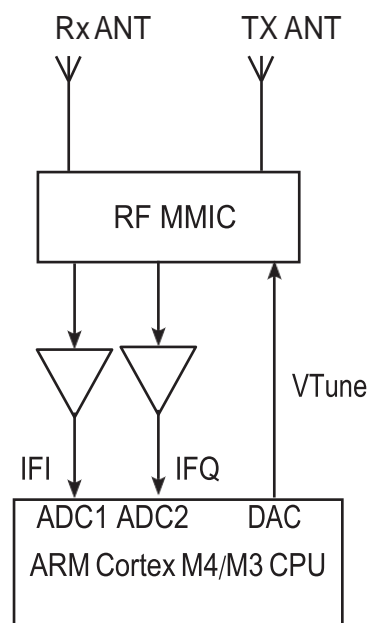 Rx ANT
TX ANT
RF MMIC
VTune
IFI
IFQ
ADC1 ADC2 DAC
ARM Cortex M4/M3 CPU